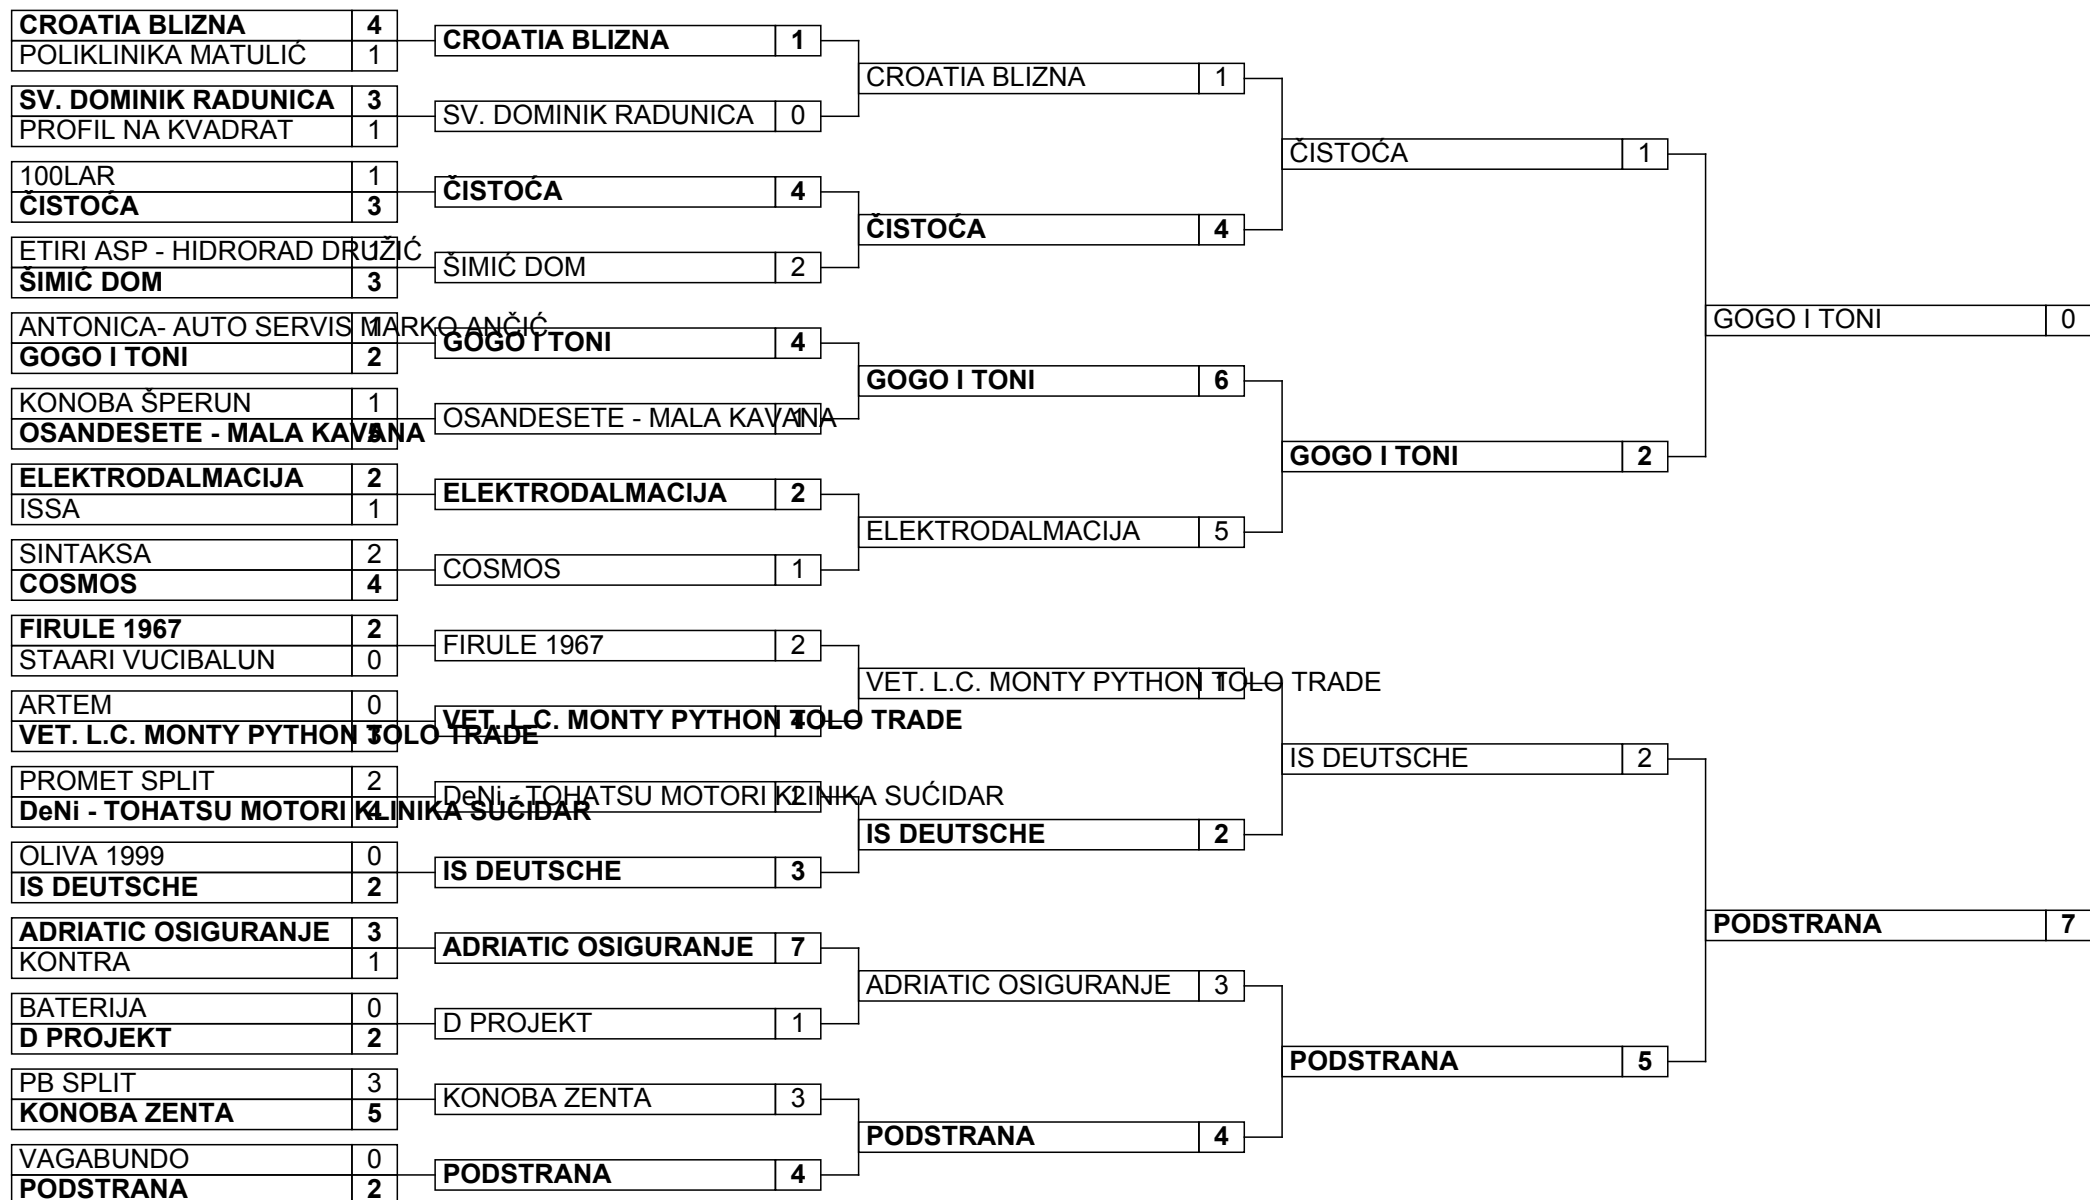 CROATIA BLIZNA 4
POLIKLINIKA MATULIĆ 1
SV. DOMINIK RADUNICA 3
PROFIL NA KVADRAT 1
100LAR 1
ČISTOĆA 3
ETIRI ASP - HIDRORAD DRUŽIĆ 1
ŠIMIĆ DOM 3
ANTONICA- AUTO SERVIS MARKO ANČIĆ 1
GOGO I TONI 2
KONOBA ŠPERUN 1
OSANDESETE - MALA KAVANA
ELEKTRODALMACIJA 2
ISSA 1
SINTAKSA 2
COSMOS 4
FIRULE 1967 2
STAARI VUCIBALUN 0
ARTEM 0
VET. L.C. MONTY PYTHON TOLO TRADE 3
PROMET SPLIT 2
DeNi - TOHATSU MOTORI KLINIKA SUĆIDAR 4
OLIVA 1999 0
IS DEUTSCHE 2
ADRIATIC OSIGURANJE 3
KONTRA 1
BATERIJA 0
D PROJEKT 2
PB SPLIT 3
KONOBA ZENTA 5
VAGABUNDO 0
PODSTRANA 2
CROATIA BLIZNA 1
SV. DOMINIK RADUNICA 0
ČISTOĆA 4
ŠIMIĆ DOM 2
GOGO I TONI 4
OSANDESETE - MALA KAVANA 1
ELEKTRODALMACIJA 2
COSMOS 1
FIRULE 1967 2
VET. L.C. MONTY PYTHON TOLO TRADE 4
DeNi - TOHATSU MOTORI KLINIKA SUĆIDAR 2
IS DEUTSCHE 3
ADRIATIC OSIGURANJE 7
D PROJEKT 1
KONOBA ZENTA 3
PODSTRANA 4
CROATIA BLIZNA 1
ČISTOĆA 4
GOGO I TONI 6
ELEKTRODALMACIJA 5
VET. L.C. MONTY PYTHON TOLO TRADE 1
IS DEUTSCHE 2
ADRIATIC OSIGURANJE 3
PODSTRANA 4
ČISTOĆA 1
GOGO I TONI 2
IS DEUTSCHE 2
PODSTRANA 5
GOGO I TONI 0
PODSTRANA 7